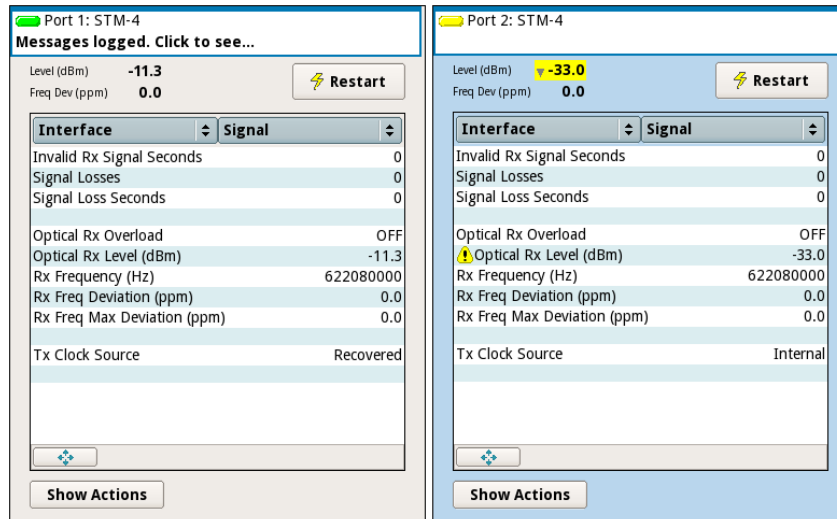 Port 1: STM-4
Messages logged. Click to see...
Level (dBm) -11.3
Freq Dev (ppm) 0.0
Restart
Interface Signal
Invalid Rx Signal Seconds 0
Signal Losses 0
Signal Loss Seconds 0
Optical Rx Overload OFF
Optical Rx Level (dBm) -11.3
Rx Frequency (Hz) 622080000
Rx Freq Deviation (ppm) 0.0
Rx Freq Max Deviation (ppm) 0.0
Tx Clock Source Recovered
Show Actions
Port 2: STM-4
Level (dBm) -33.0
Freq Dev (ppm) 0.0
Restart
Interface Signal
Invalid Rx Signal Seconds 0
Signal Losses 0
Signal Loss Seconds 0
Optical Rx Overload OFF
Optical Rx Level (dBm) -33.0
Rx Frequency (Hz) 622080000
Rx Freq Deviation (ppm) 0.0
Rx Freq Max Deviation (ppm) 0.0
Tx Clock Source Internal
Show Actions